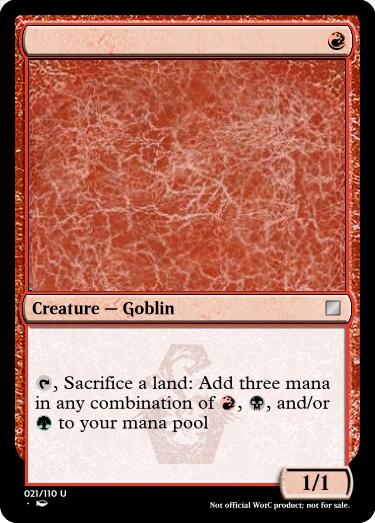 Creature — Goblin
, Sacrifice a land: Add three mana
in any combination of , , and/or
to your mana pool
1/1
021/110 U
Not official WotC product; not for sale.